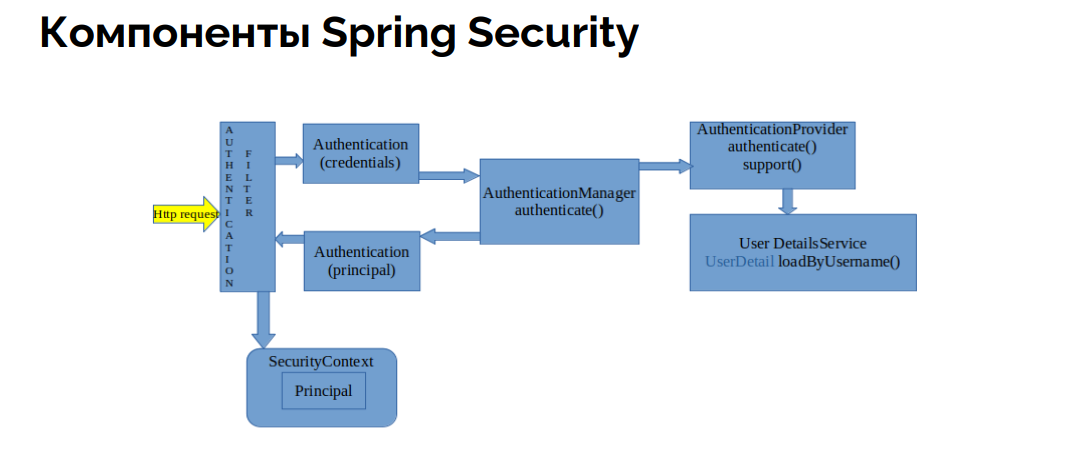 Компоненты Spring Security
Http request
AUTHENTICATION
FILTER
Authentication
(credentials)
Authentication
(principal)
AuthenticationManager
authenticate()
AuthenticationProvider
authenticate()
support()
User DetailsService
UserDetail loadByUsername()
SecurityContext
Principal